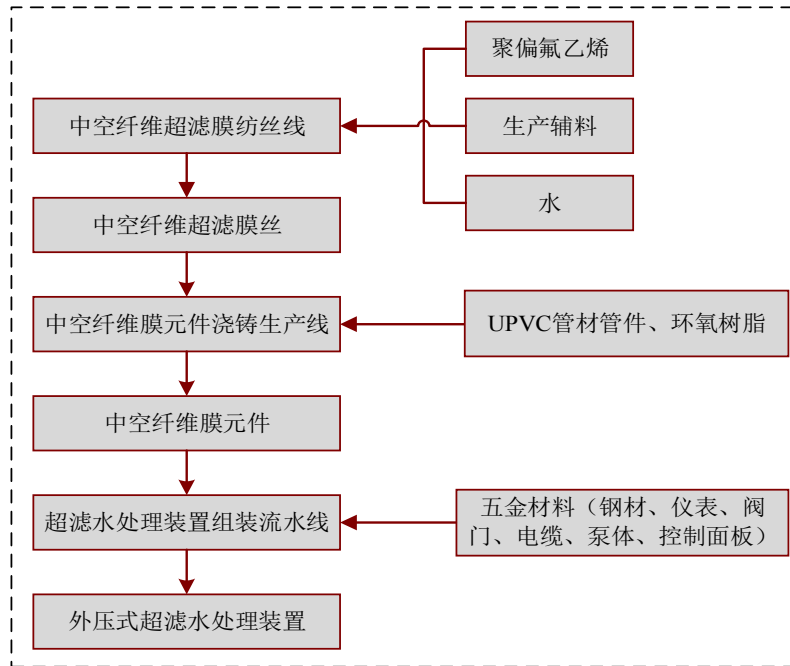 聚偏氟乙烯
中空纤维超滤膜纺丝线
生产辅料
水
中空纤维超滤膜丝
中空纤维膜元件浇铸生产线
UPVC管材管件、环氧树脂
中空纤维膜元件
超滤水处理装置组装流水线
五金材料（钢材、仪表、阀
门、电缆、泵体、控制面板）
外压式超滤水处理装置